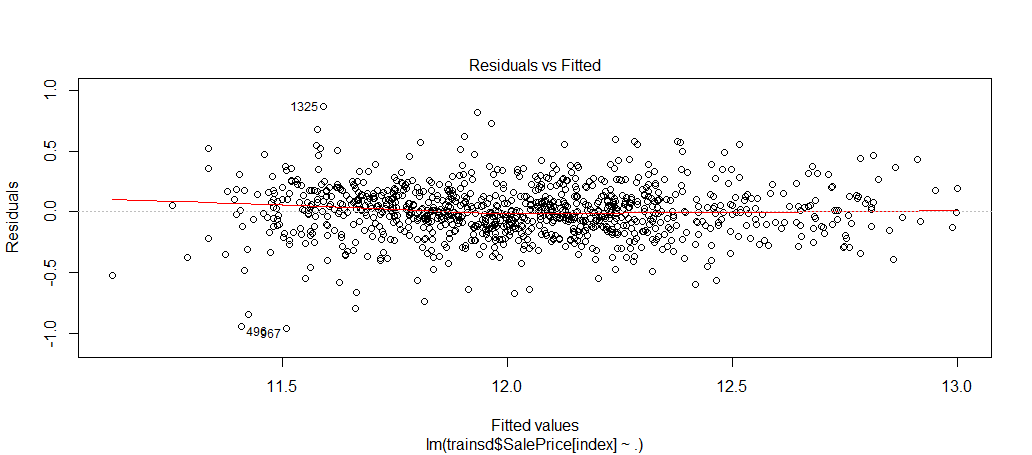 Residuals vs Fitted
1.0
0.5
0.0
-0.5
-1.0
Residuals
1325
496
967
11.5 12.0 12.5 13.0
Fitted values
lm(trainsd$SalePrice[index] ~ .)